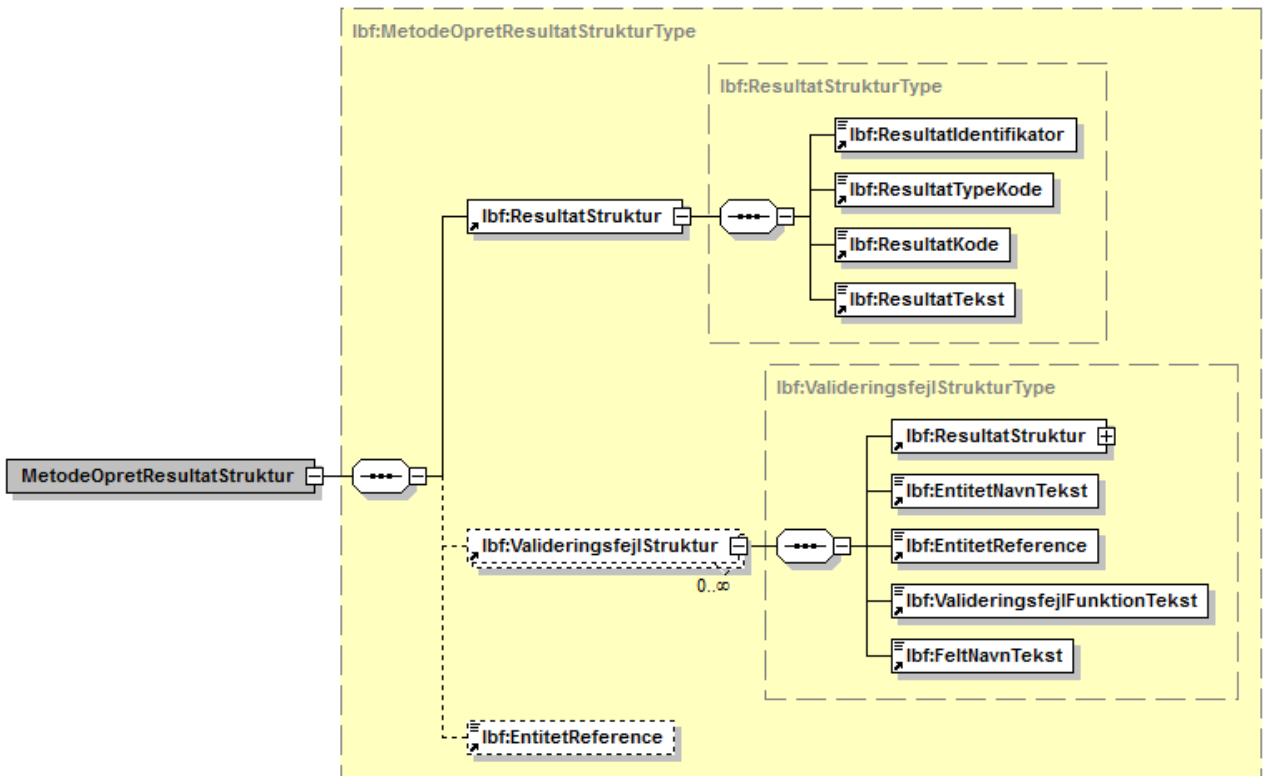 lbf:MetodeOpretResultatStrukturType
lbf:ResultatStrukturType
lbf:ResultatIdentifikator
lbf:ResultatTypeKode
lbf:ResultatStruktur
lbf:ResultatKode
lbf:ResultatTekst
lbf:ValideringsfejlStrukturType
lbf:ResultatStruktur
MetodeOpretResultatStruktur
lbf:EntitetNavnTekst
lbf:ValideringsfejlStruktur
lbf:EntitetReference
0..∞
lbf:ValideringsfejlFunktionTekst
lbf:FeltNavnTekst
lbf:EntitetReference